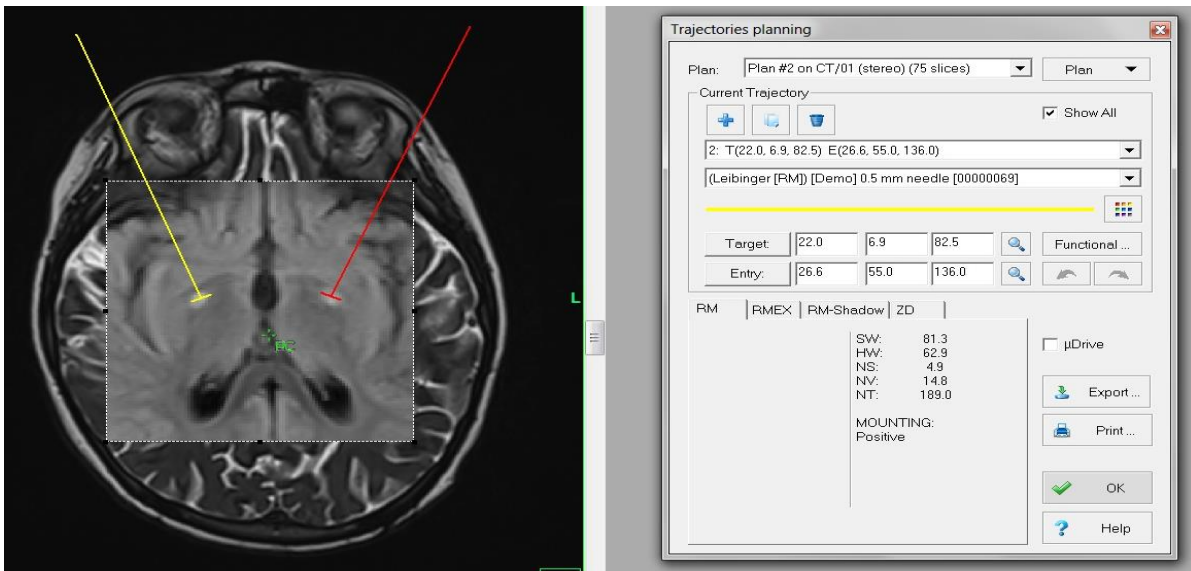 L
Trajectories planning
Plan: Plan #2 on CT/01 (stereo) (75 slices) Plan
Current Trajectory
Show All
2: T(22.0, 6.9, 82.5) E(26.6, 55.0, 136.0)
(Leibinger [RM]) [Demo] 0.5 mm needle [00000069]
Target: 22.0 6.9 82.5 Functional ...
Entry: 26.6 55.0 136.0
RM RMEX RM-Shadow ZD
SW: 81.3
HW: 62.9
NS: 4.9
NV: 14.8
NT: 189.0
MOUNTING:
Positive
µDrive
Export ...
Print ...
OK
Help